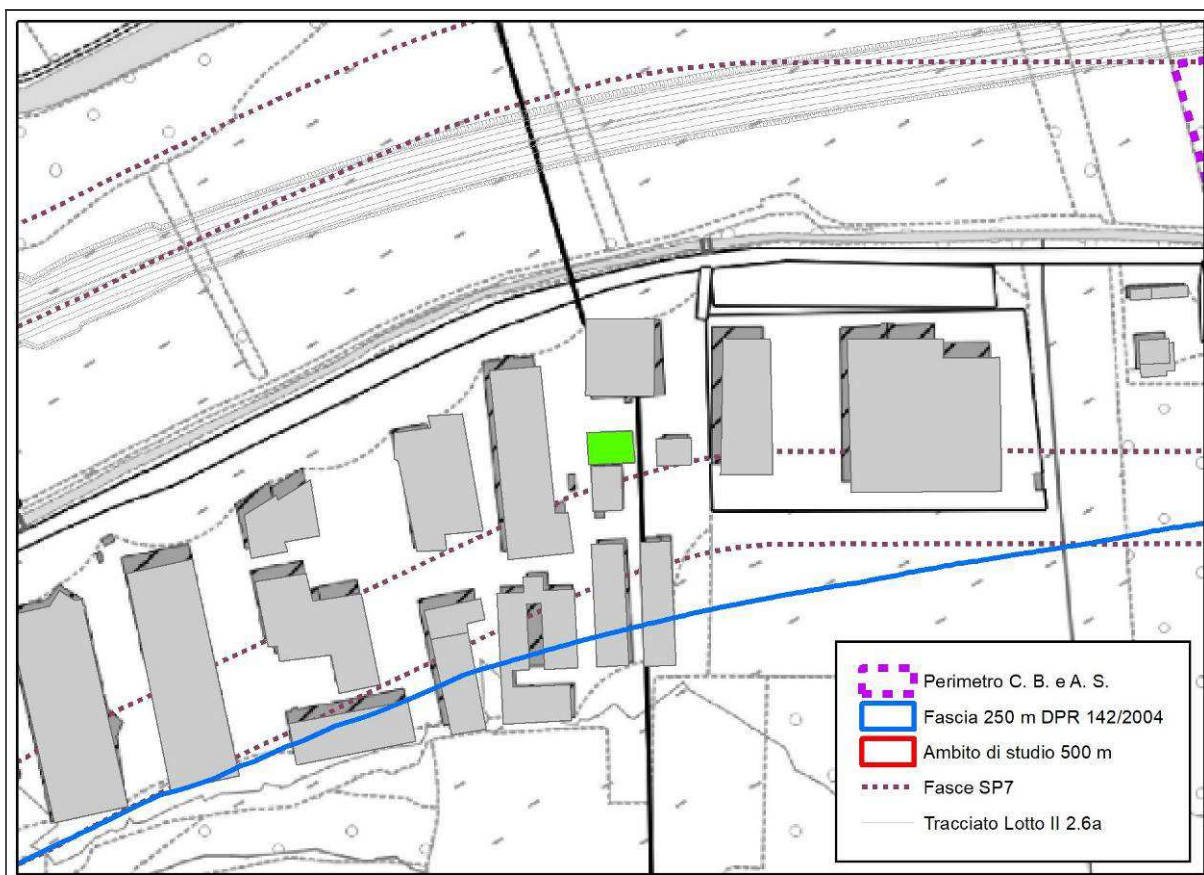 Perimetro C. B. e A. S.
Fascia 250 m DPR 142/2004
Ambito di studio 500 m
Fasce SP7
Tracciato Lotto II 2.6a